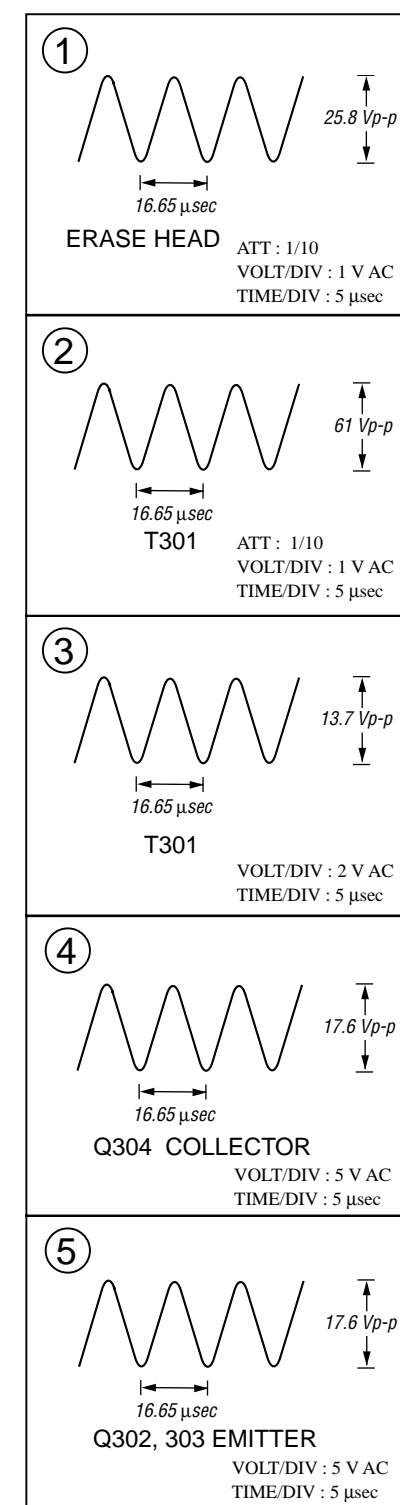 ①
25.8 Vp-p
16.65 μsec
ERASE HEAD
ATT : 1/10
VOLT/DIV : 1 V AC
TIME/DIV : 5 μsec
②
61 Vp-p
16.65 μsec
T301
ATT : 1/10
VOLT/DIV : 1 V AC
TIME/DIV : 5 μsec
③
13.7 Vp-p
16.65 μsec
T301
VOLT/DIV : 2 V AC
TIME/DIV : 5 μsec
④
17.6 Vp-p
16.65 μsec
Q304 COLLECTOR
VOLT/DIV : 5 V AC
TIME/DIV : 5 μsec
⑤
17.6 Vp-p
16.65 μsec
Q302, 303 EMITTER
VOLT/DIV : 5 V AC
TIME/DIV : 5 μsec